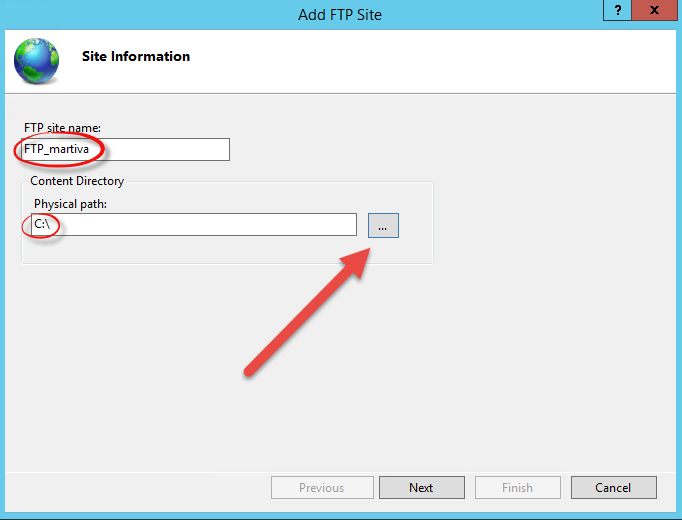 Add FTP Site
?
x
Site Information
FTP site name:
FTP_martiva
Content Directory
Physical path:
C:\
...
Previous
Next
Finish
Cancel